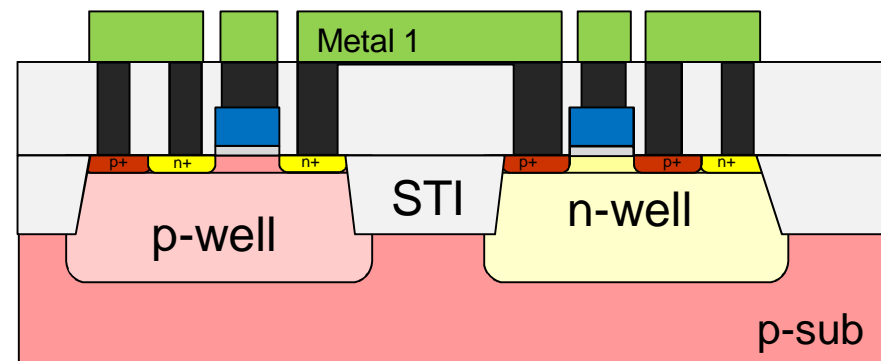 Metal 1
p+
n+
n+
p+
p+
n+
STI
p-well
n-well
p-sub